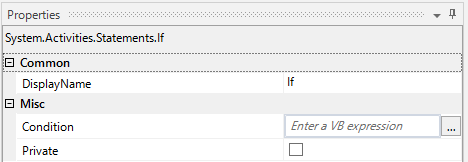 Properties
System.Activities.Statements.If
Common
DisplayName If
Misc
Condition Enter a VB expression ...
Private